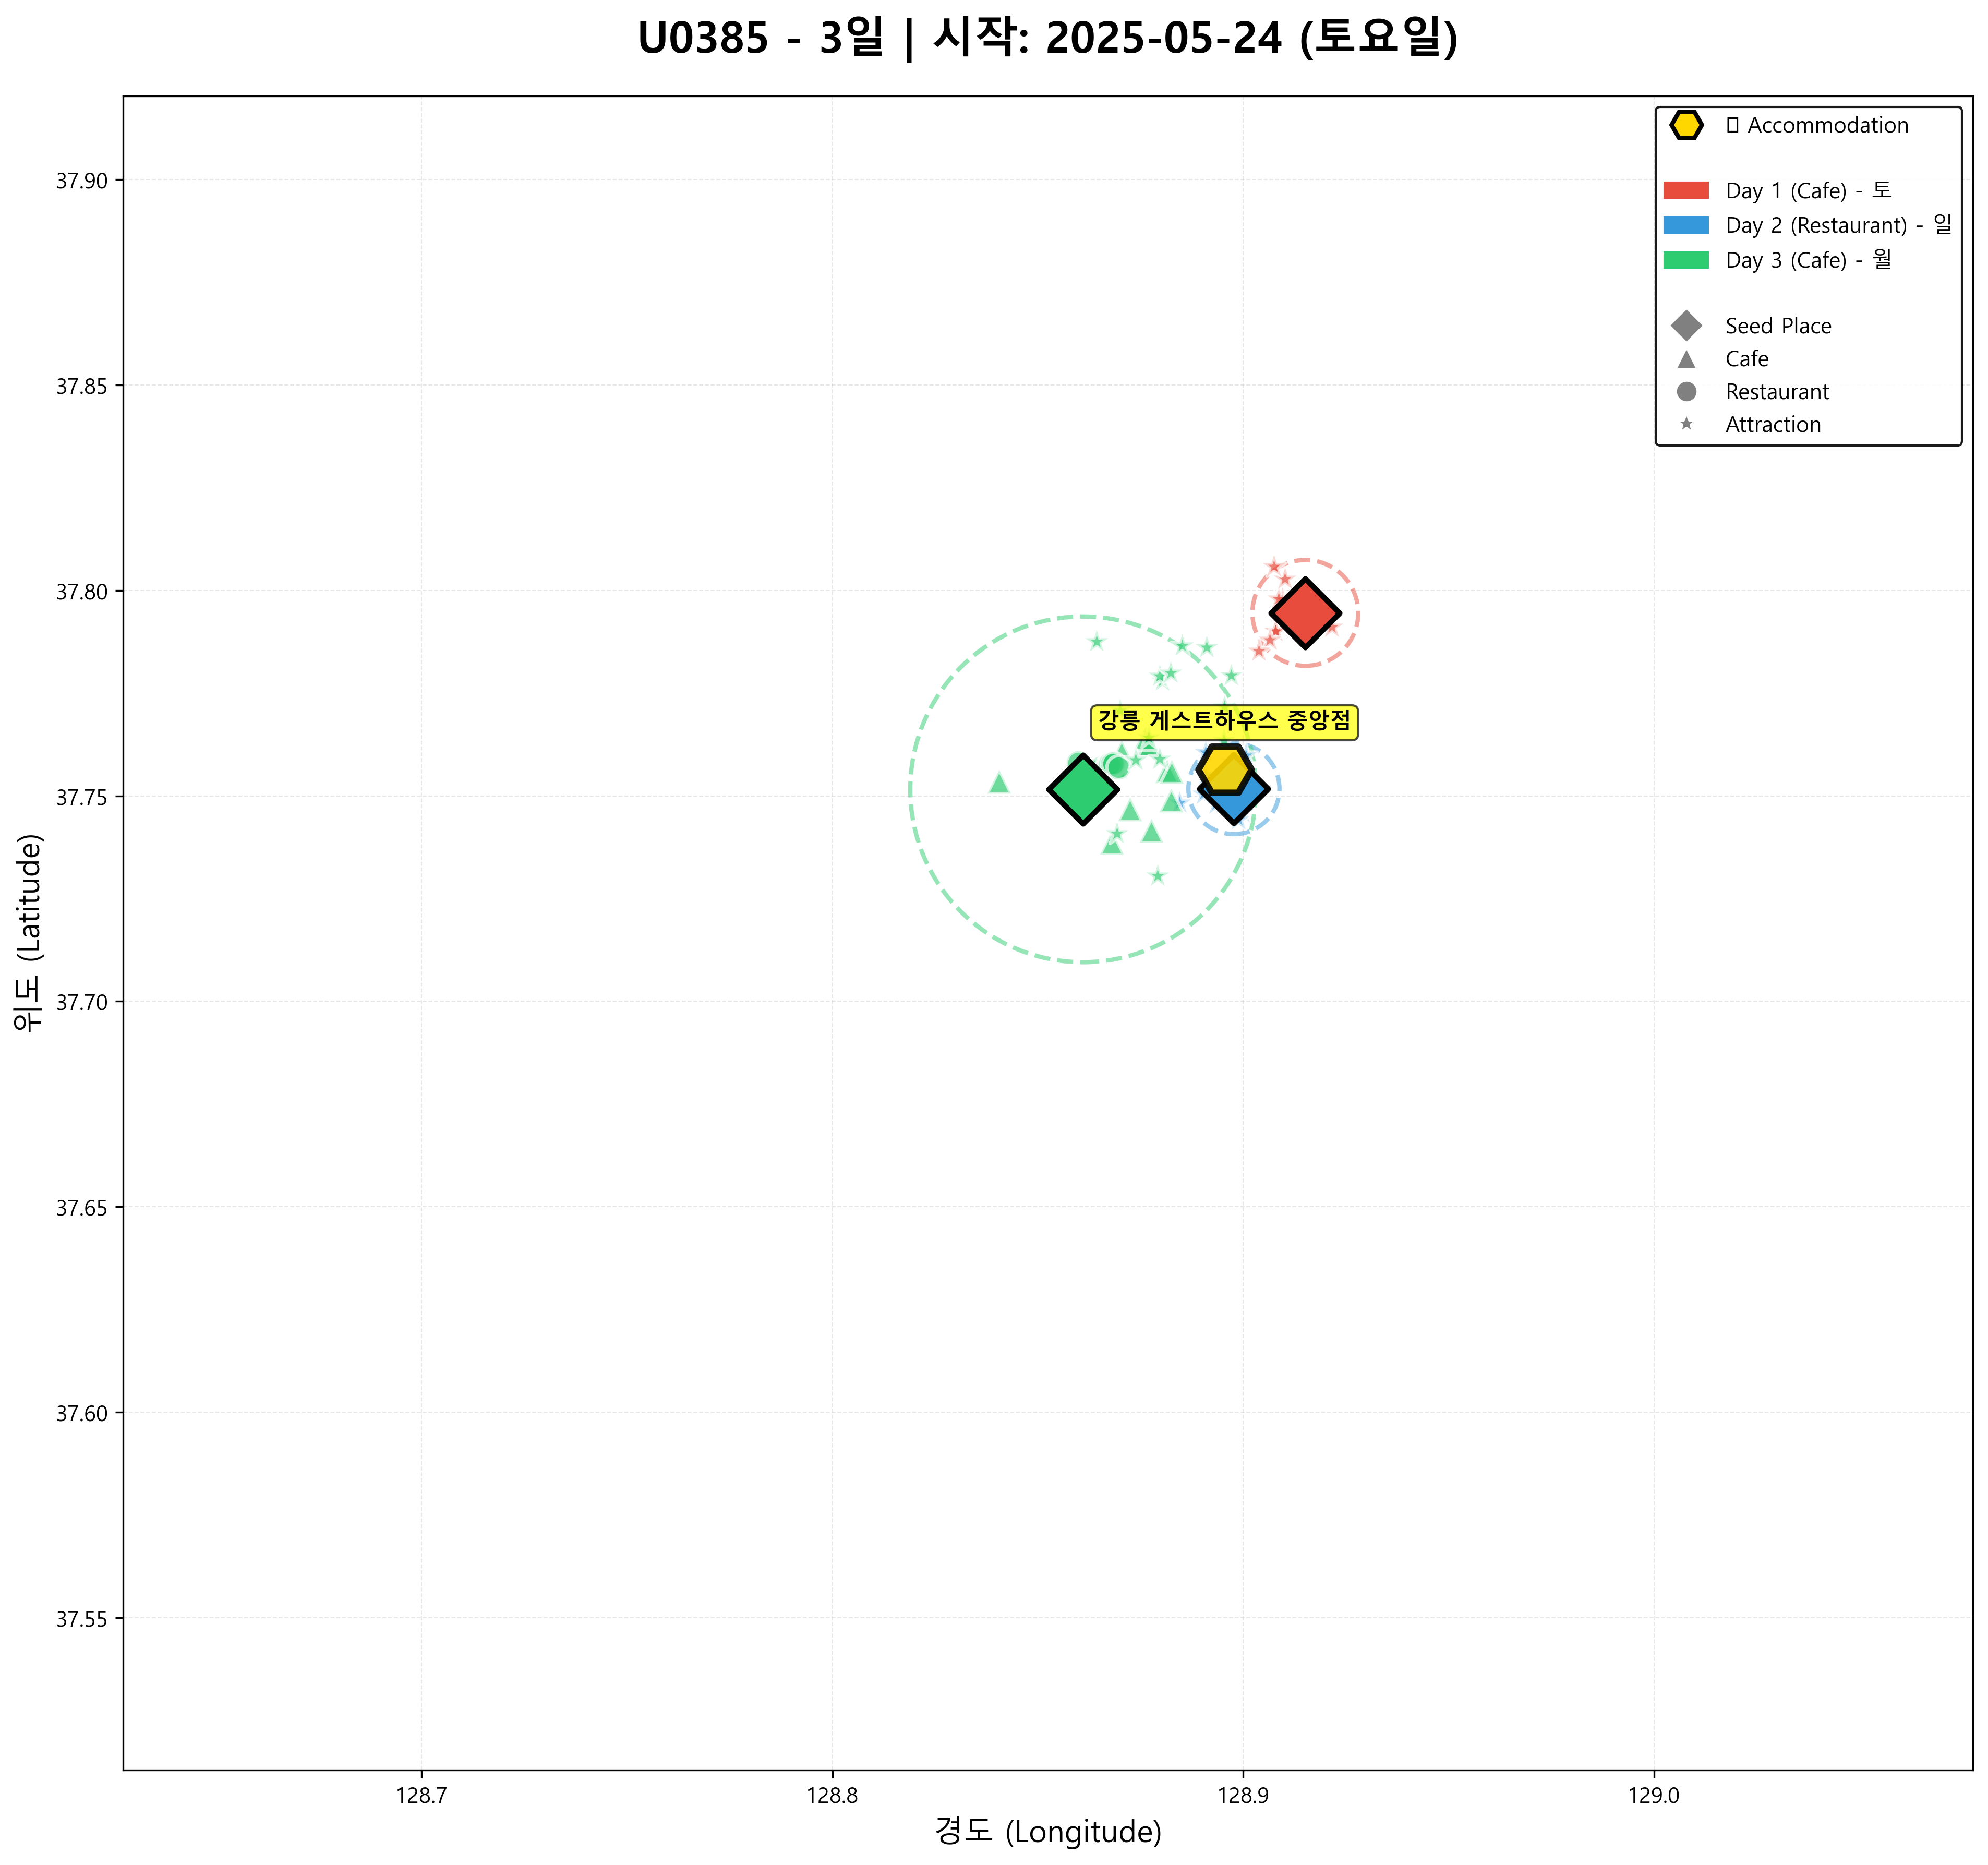 U0385 - 3일 | 시작: 2025-05-24 (토요일)
□ Accommodation
Day 1 (Cafe) - 토
Day 2 (Restaurant) - 일
Day 3 (Cafe) - 월
Seed Place
Cafe
Restaurant
Attraction
37.90
37.85
37.80
37.75
37.70
37.65
37.60
37.55
강릉 게스트하우스 중앙점
위도 (Latitude)
128.7
128.8
128.9
129.0
경도 (Longitude)